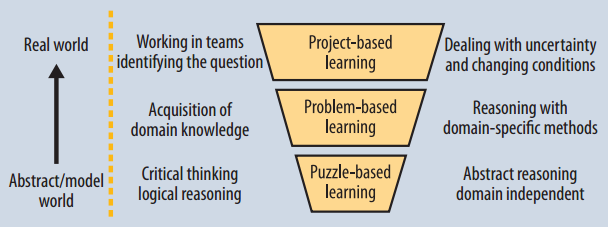 Real world
Working in teams
identifying the question
Project-based
learning
Dealing with uncertainty
and changing conditions
Acquisition of
domain knowledge
Problem-based
learning
Reasoning with
domain-specific methods
Abstract/model
world
Critical thinking
logical reasoning
Puzzle-based
learning
Abstract reasoning
domain independent